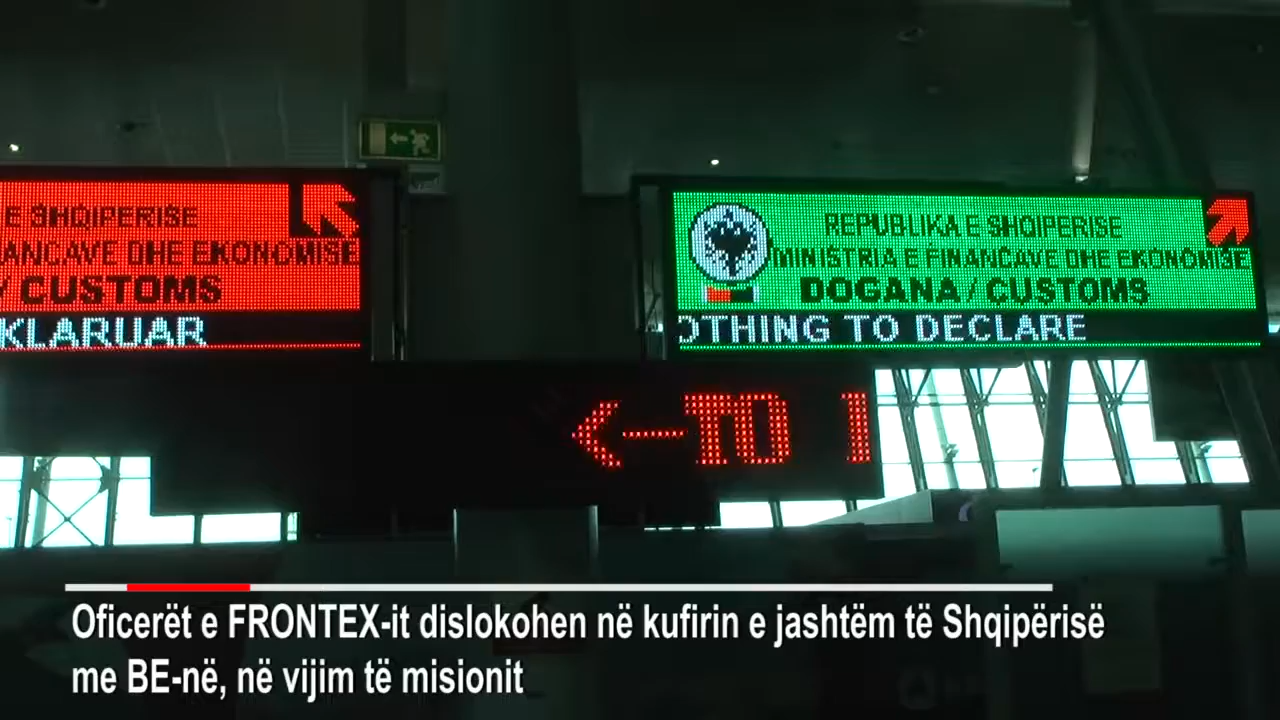 E SHQIPERISE
ANCAVE DHE EKONOMISE
/ CUSTOMS
KLARUAR
REPUBLIKA E SHQIPERISE
MINISTRIA E FINANCAVE DHE EKONOMISE
DOGANA / CUSTOMS
OTHING TO DECLARE
<-TO 1
Oficerët e FRONTEX-it dislokohen në kufirin e jashtëm të Shqipërisë
me BE-në, në vijim të misionit